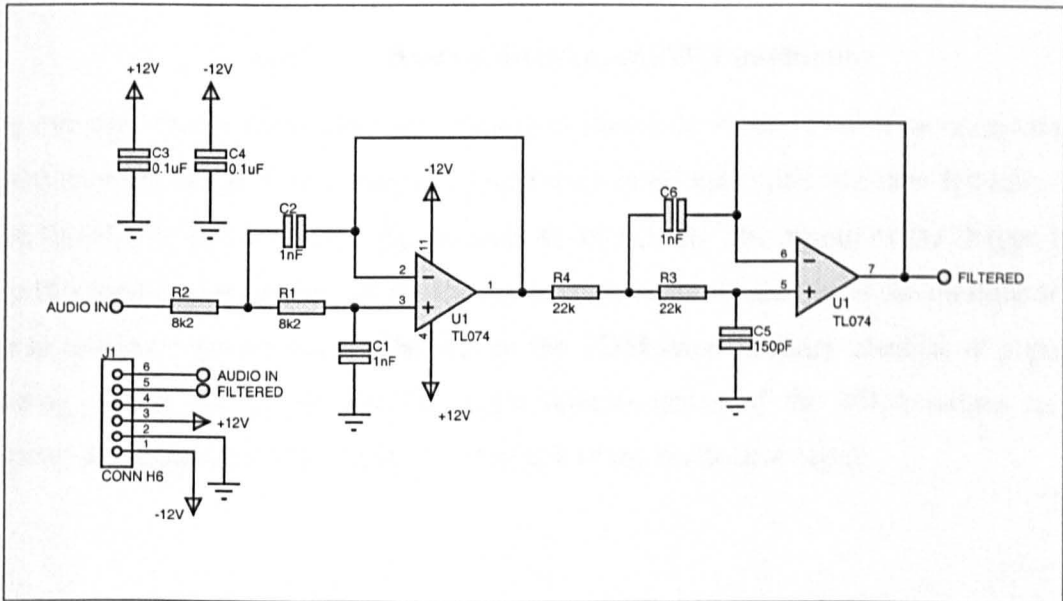 +12V
-12V
C3
0.1uF
C4
0.1uF
C2
1nF
-12V
11
2
3
1
4
U1
TL074
+12V
AUDIO IN
R2
8k2
R1
8k2
C1
1nF
R4
22k
R3
22k
C6
1nF
6
5
7
U1
TL074
C5
150pF
FILTERED
J1
6
AUDIO IN
5
FILTERED
4
3
+12V
2
1
CONN H6
-12V